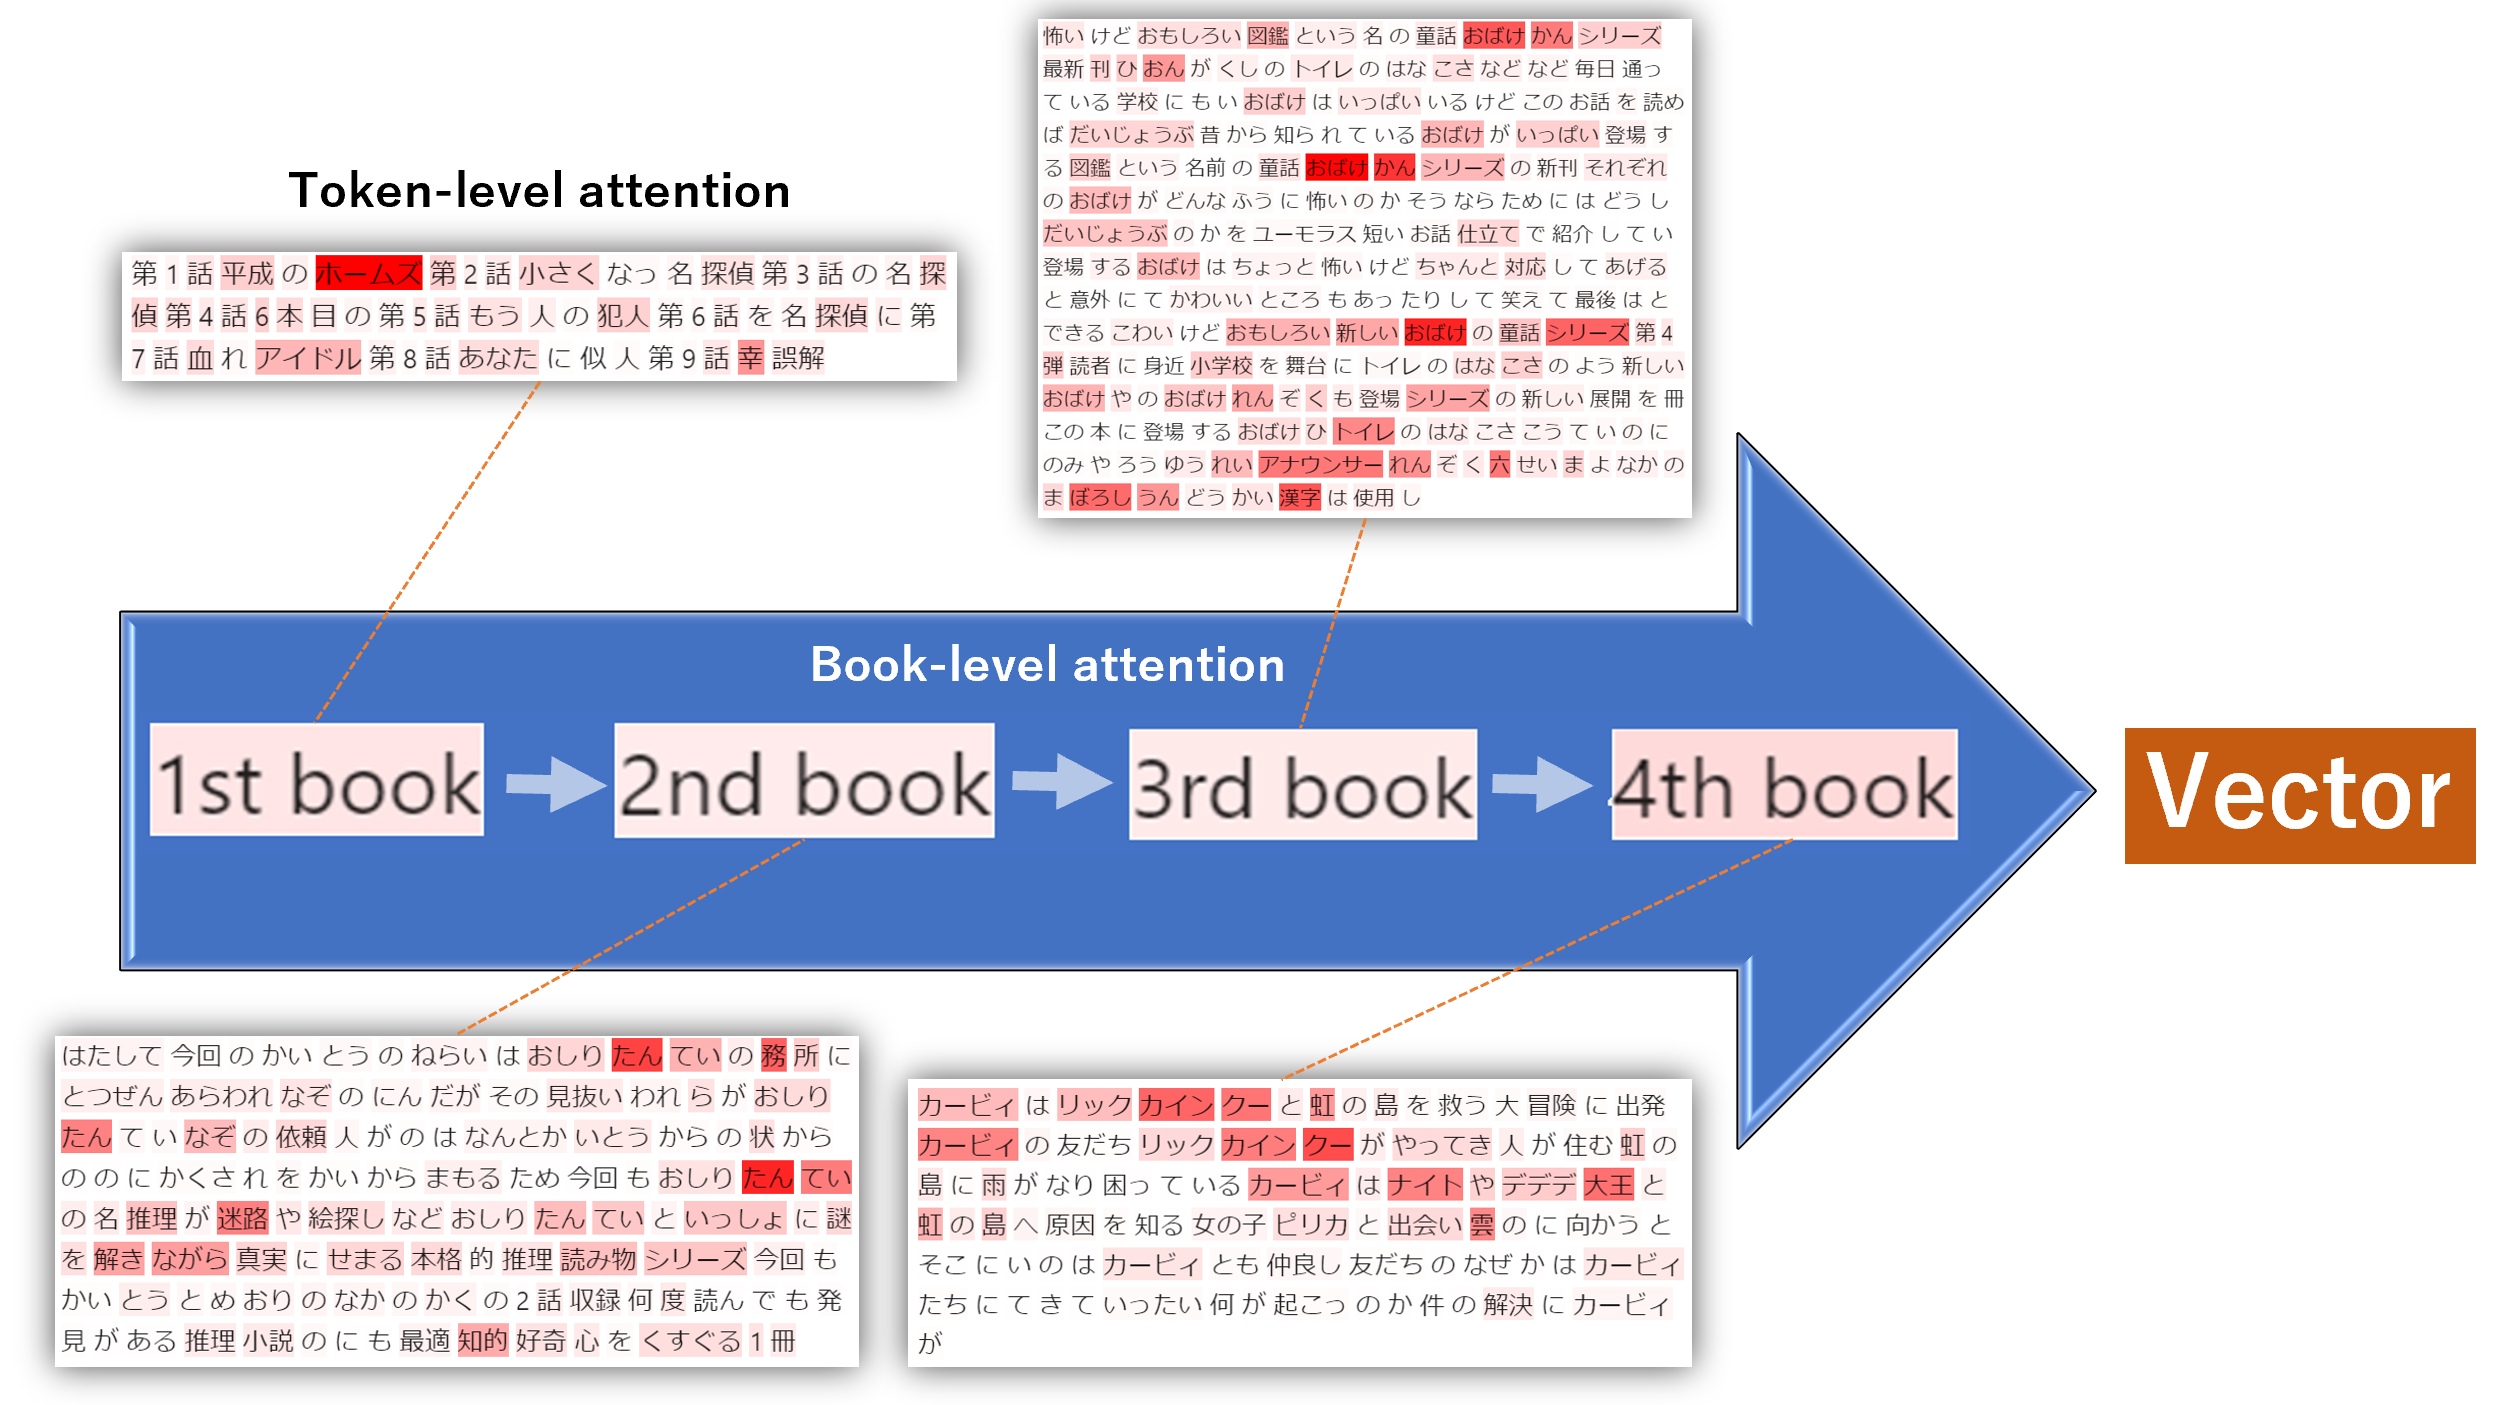 Token-level attention
第 1 話 平成 の ホームズ 第 2 話 小さく なっ 名 探偵 第 3 話 の 名 探
偵 第 4 話 6 本 目 の 第 5 話 もう 人 の 犯人 第 6 話 を 名 探偵 に 第
7 話 血 れ アイドル 第 8 話 あなた に 似 人 第 9 話 幸 誤解
怖い けど おもしろい 図鑑 という 名 の 童話 おばけ かん シリーズ
最新 刊 ひ おん が くし の トイレ の はな こさ など など 毎日 通っ
て いる 学校 に も い おばけ は いっぱい いる けど この お話 を 読め
ば だいじょうぶ 昔 から 知ら れ て いる おばけ が いっぱい 登場 す
る 図鑑 という 名前 の 童話 おばけ かん シリーズ の 新刊 それぞれ
の おばけ が どんな ふう に 怖い の か そう なら ため に は どう し
だいじょうぶ の か を ユーモラス 短い お話 仕立て で 紹介 し て い
登場 する おばけ は ちょっと 怖い けど ちゃんと 対応 し て あげる
と 意外 に て かわいい ところ も あっ たり し て 笑え て 最後 は と
できる こわい けど おもしろい 新しい おばけ の 童話 シリーズ 第 4
弾 読者 に 身近 小学校 を 舞台 に トイレ の はな こさ の よう 新しい
おばけ や の おばけ れん ぞ く も 登場 シリーズ の 新しい 展開 を 冊
この 本 に 登場 する おばけ ひ トイレ の はな こさ こう て い の に
のみ や ろう ゆう れい アナウンサー れん ぞ く 六 せい ま よ なか の
ま ぼろし うん どう かい 漢字 は 使用 し
Book-level attention
1st book
2nd book
3rd book
4th book
Vector
はたして 今回 の かい とう の ねらい は おしり たん てい の 務 所 に
とつぜん あらわれ なぞ の にん だが その 見抜い われ ら が おしり
たん て い なぞ の 依頼 人 が の は なんとか いとう から の 状 から
の の に かくさ れ を かい から まもる ため 今回 も おしり たん てい
の 名 推理 が 迷路 や 絵探し など おしり たん てい と いっしょ に 謎
を 解き ながら 真実 に せまる 本格 的 推理 読み物 シリーズ 今回 も
かい とう と め おり の なか の かく の 2 話 収録 何 度 読ん で も 発
見 が ある 推理 小説 の に も 最適 知的 好奇 心 を くすぐる 1 冊
カービィ は リック カイン クー と 虹 の 島 を 救う 大 冒険 に 出発
カービィ の 友だち リック カイン クー が やってき 人 が 住む 虹 の
島 に 雨 が なり 困っ て いる カービィ は ナイト や デデデ 大王 と
虹 の 島 へ 原因 を 知る 女の子 ピリカ と 出会い 雲 の に 向かう と
そこ に い の は カービィ とも 仲良し 友だち の なぜ か は カービィ
たち に て き て いったい 何 が 起こっ の か 件 の 解決 に カービィ
が